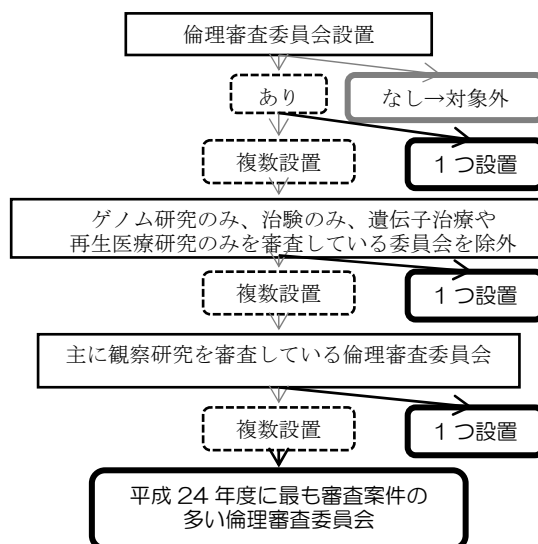 倫理審査委員会設置
あり
なし→対象外
複数設置
１つ設置
ゲノム研究のみ、治験のみ、遺伝子治療や
再生医療研究のみを審査している委員会を除外
複数設置
１つ設置
主に観察研究を審査している倫理審査委員会
複数設置
１つ設置
平成 24 年度に最も審査案件の
多い倫理審査委員会